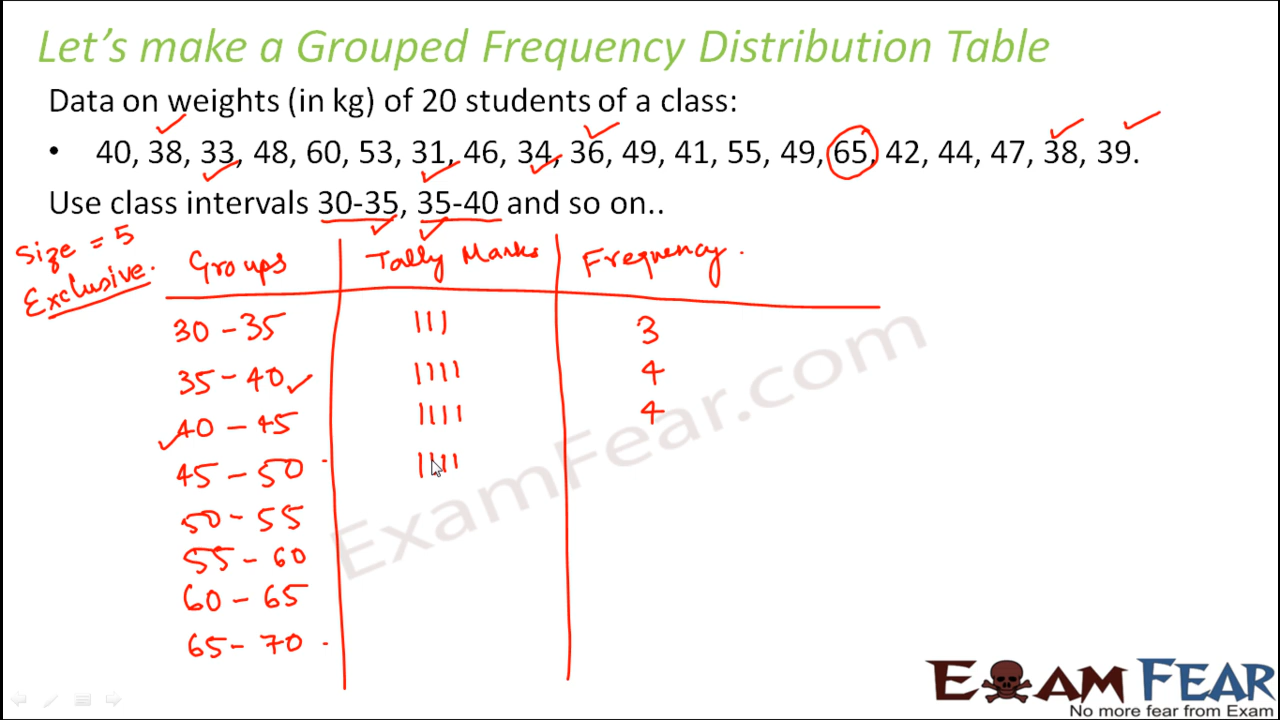 Let's make a Grouped Frequency Distribution Table
Data on weights (in kg) of 20 students of a class:
• 40, 38, 33, 48, 60, 53, 31, 46, 34, 36, 49, 41, 55, 49, 65, 42, 44, 47, 38, 39.
Use class intervals 30-35, 35-40 and so on..
Size = 5
Exclusive.
Groups Tally Marks Frequency.
30 - 35 ||| 3
35 - 40 |||| 4
40 - 45 |||| 4
45 - 50 ||||
50 - 55
55 - 60
60 - 65
65 - 70
ExamFear.com
EXAM FEAR
No more fear from Exam